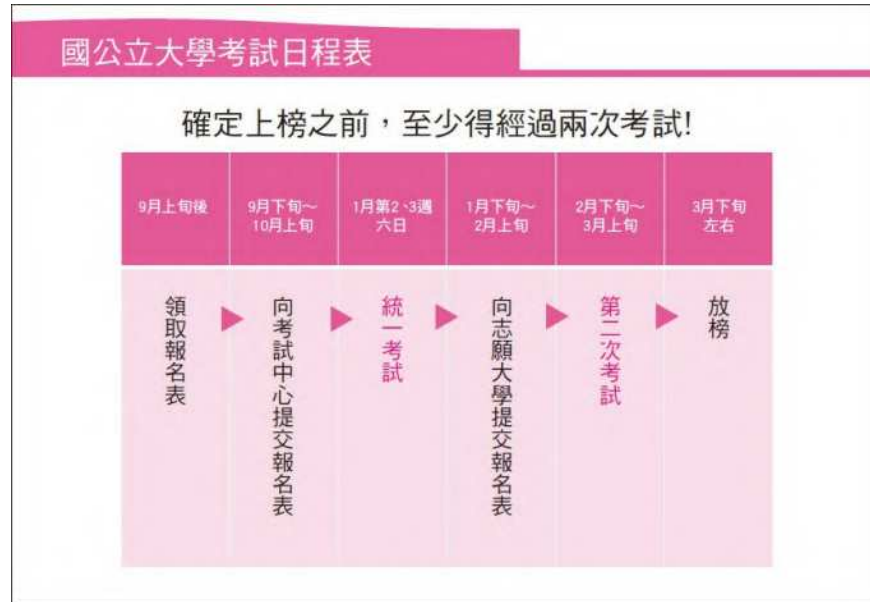 國公立大學考試日程表
確定上榜之前，至少得經過兩次考試!
9月上旬後
9月下旬～
10月上旬
1月第2、3週
六日
1月下旬～
2月上旬
2月下旬～
3月上旬
3月下旬
左右
領取報名表
向考試中心提交報名表
統一考試
向志願大學提交報名表
第二次考試
放榜